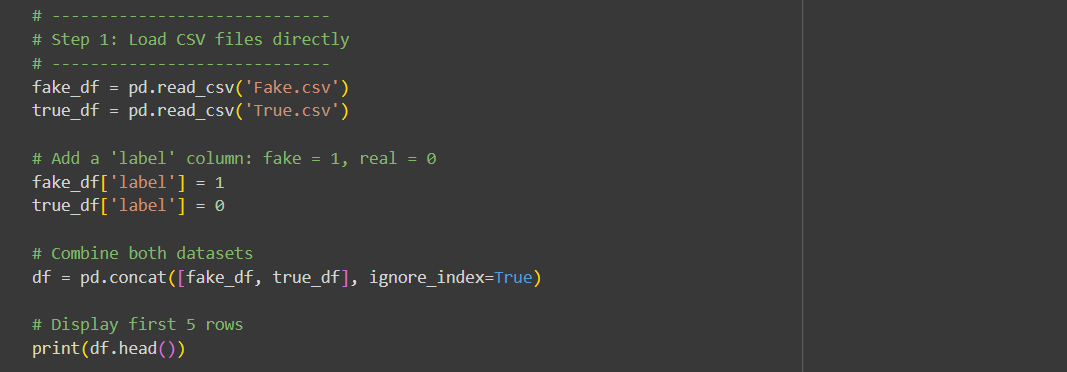 # -----------------------------
# Step 1: Load CSV files directly
# -----------------------------
fake_df = pd.read_csv('Fake.csv')
true_df = pd.read_csv('True.csv')
# Add a 'label' column: fake = 1, real = 0
fake_df['label'] = 1
true_df['label'] = 0
# Combine both datasets
df = pd.concat([fake_df, true_df], ignore_index=True)
# Display first 5 rows
print(df.head())